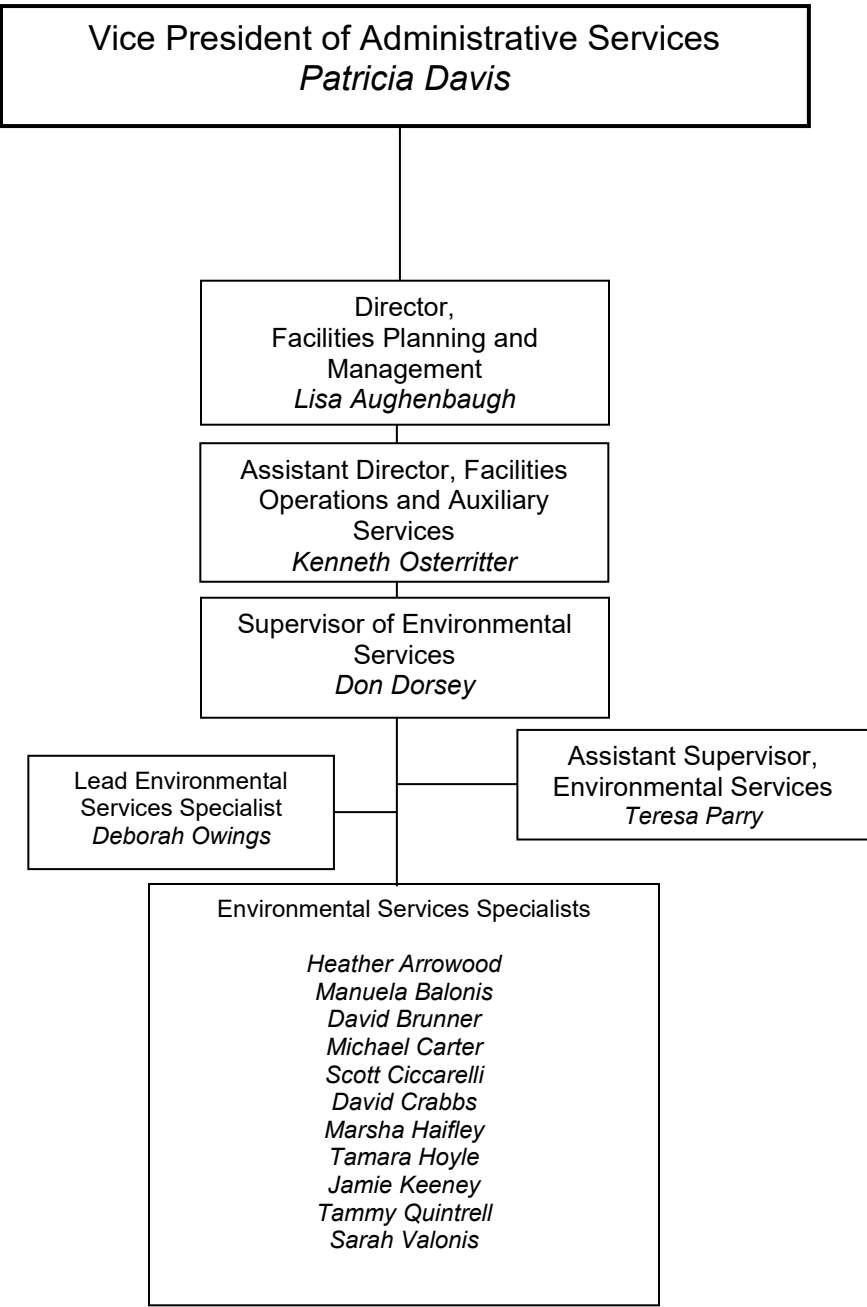 Vice President of Administrative Services
Patricia Davis
Director,
Facilities Planning and
Management
Lisa Aughenbaugh
Assistant Director, Facilities
Operations and Auxiliary
Services
Kenneth Osterritter
Supervisor of Environmental
Services
Don Dorsey
Lead Environmental
Services Specialist
Deborah Owings
Assistant Supervisor,
Environmental Services
Teresa Parry
Environmental Services Specialists
Heather Arrowood
Manuela Balonis
David Brunner
Michael Carter
Scott Ciccarelli
David Crabbs
Marsha Haifley
Tamara Hoyle
Jamie Keeney
Tammy Quintrell
Sarah Valonis